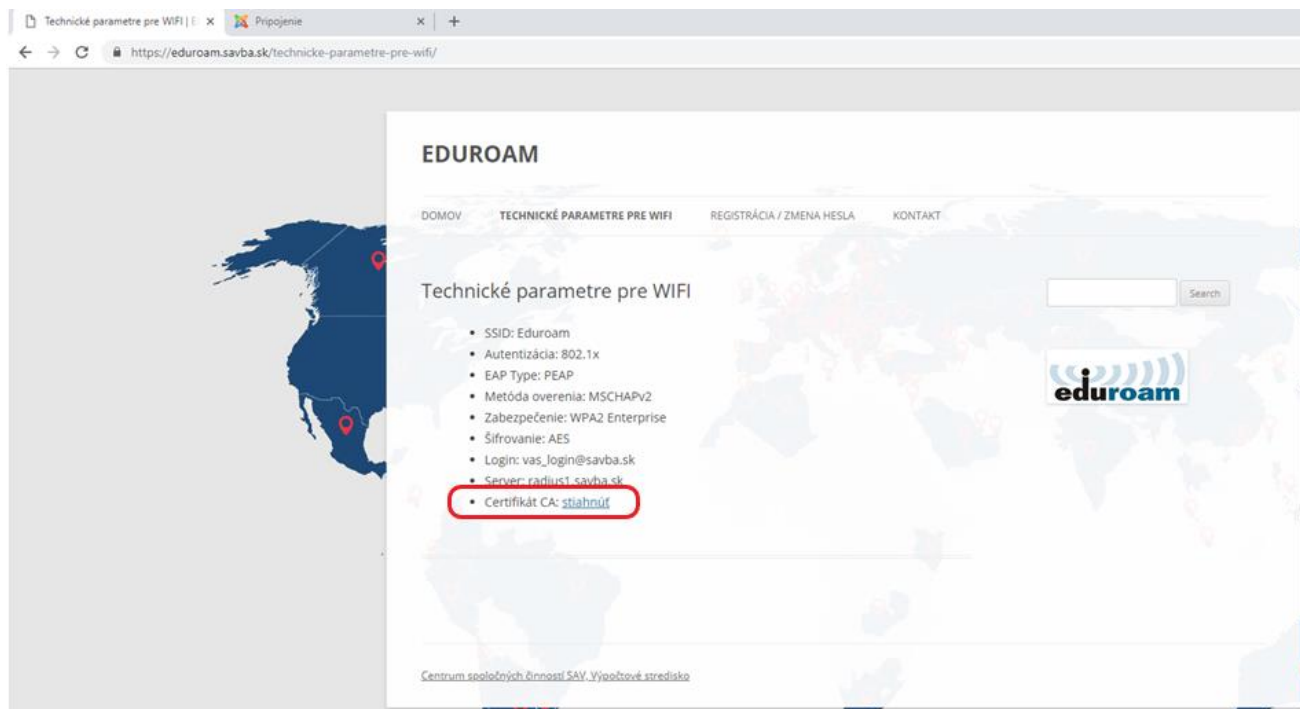 Technické parametre pre WIFI | E
Pripojenie
https://eduroam.savba.sk/technicke-parametre-pre-wifi/
EDUROAM
DOMOV TECHNICKÉ PARAMETRE PRE WIFI REGISTRÁCIA / ZMENA HESLA KONTAKT
Technické parametre pre WIFI
Search
• SSID: Eduroam
• Autentizácia: 802.1x
• EAP Type: PEAP
• Metóda overenia: MSCHAPv2
• Zabezpečenie: WPA2 Enterprise
• Šifrovanie: AES
• Login: vas_login@savba.sk
• Server: radius1.savba.sk
• Certifikát CA: stiahnúť
eduroam
Centrum spoločných činností SAV, Výpočtové stredisko